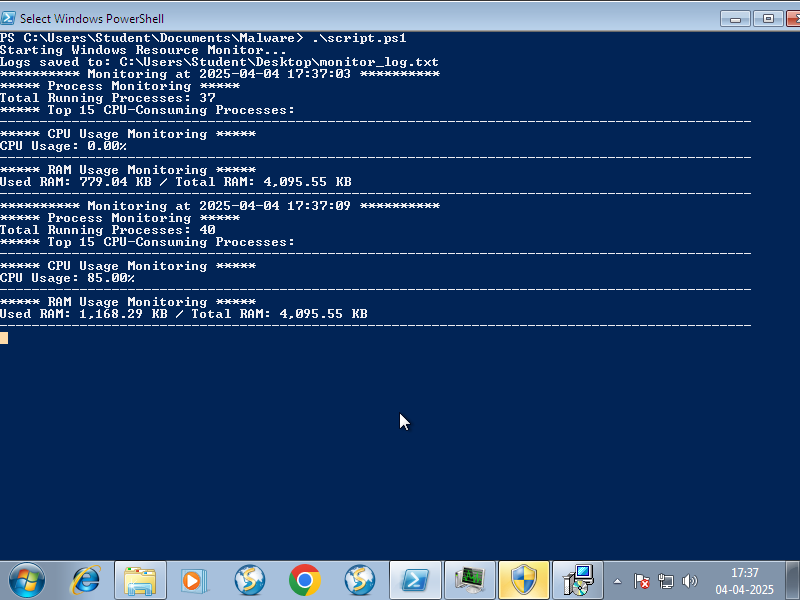 Select Windows PowerShell
PS C:\Users\Student\Documents\Malware> .\script.ps1
Starting Windows Resource Monitor...
Logs saved to: C:\Users\Student\Desktop\monitor_log.txt
********** Monitoring at 2025-04-04 17:37:03 **********
***** Process Monitoring *****
Total Running Processes: 37
***** Top 15 CPU-Consuming Processes:
----------------------------------------------------------------------------------------------
***** CPU Usage Monitoring *****
CPU Usage: 0.00%
----------------------------------------------------------------------------------------------
***** RAM Usage Monitoring *****
Used RAM: 779.04 KB / Total RAM: 4,095.55 KB
----------------------------------------------------------------------------------------------
********** Monitoring at 2025-04-04 17:37:09 **********
***** Process Monitoring *****
Total Running Processes: 40
***** Top 15 CPU-Consuming Processes:
----------------------------------------------------------------------------------------------
***** CPU Usage Monitoring *****
CPU Usage: 85.00%
----------------------------------------------------------------------------------------------
***** RAM Usage Monitoring *****
Used RAM: 1,168.29 KB / Total RAM: 4,095.55 KB
----------------------------------------------------------------------------------------------
17:37
04-04-2025